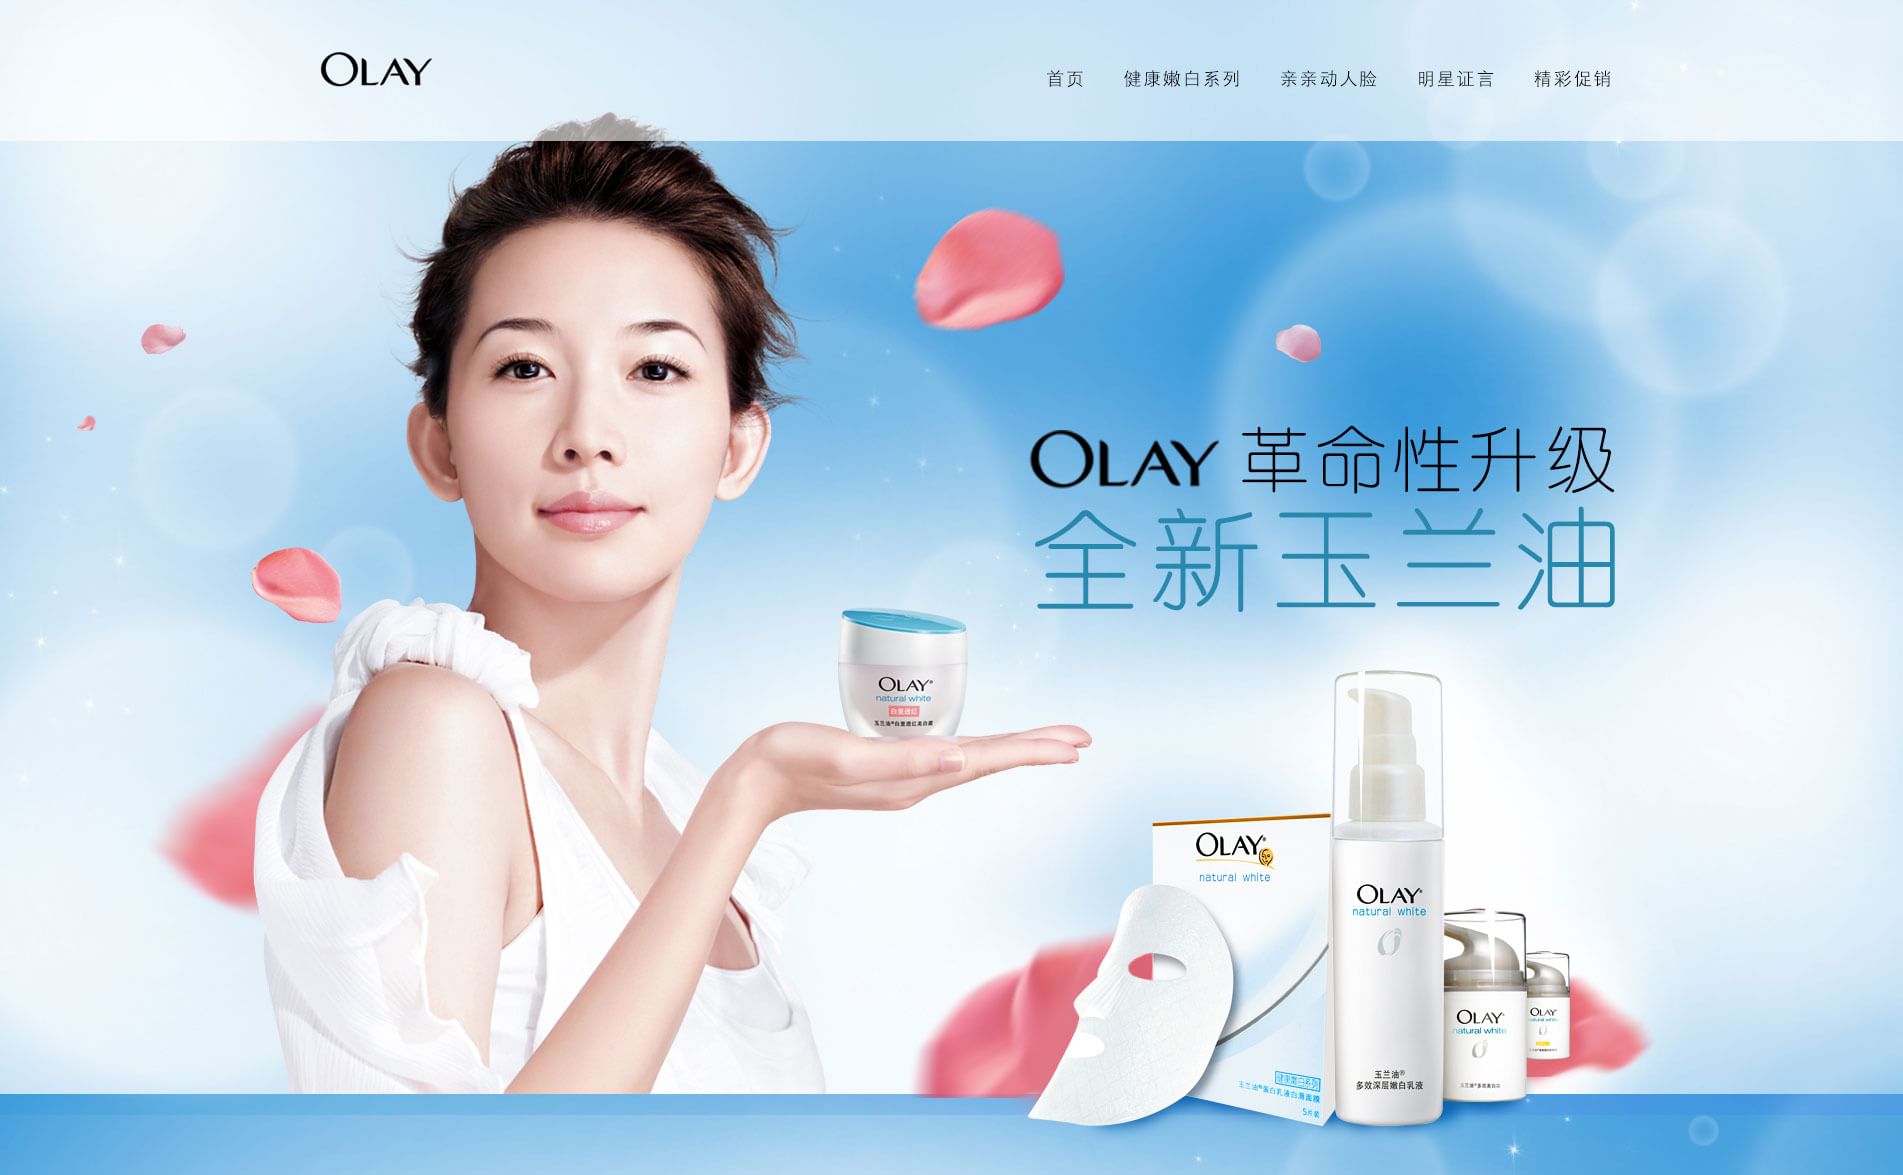 OLAY
首页 健康嫩白系列 亲亲动人脸 明星证言 精彩促销
OLAY 革命性升级
全新玉兰油
OLAY®
natural white
白里透红
玉兰油®白里透红美白霜
OLAY®
natural white
健康嫩白系列
玉兰油®蛋白乳液白滑面膜
5片装
OLAY®
natural white
玉兰油®
多效深层嫩白乳液
OLAY
natural white
OLAY
natural white